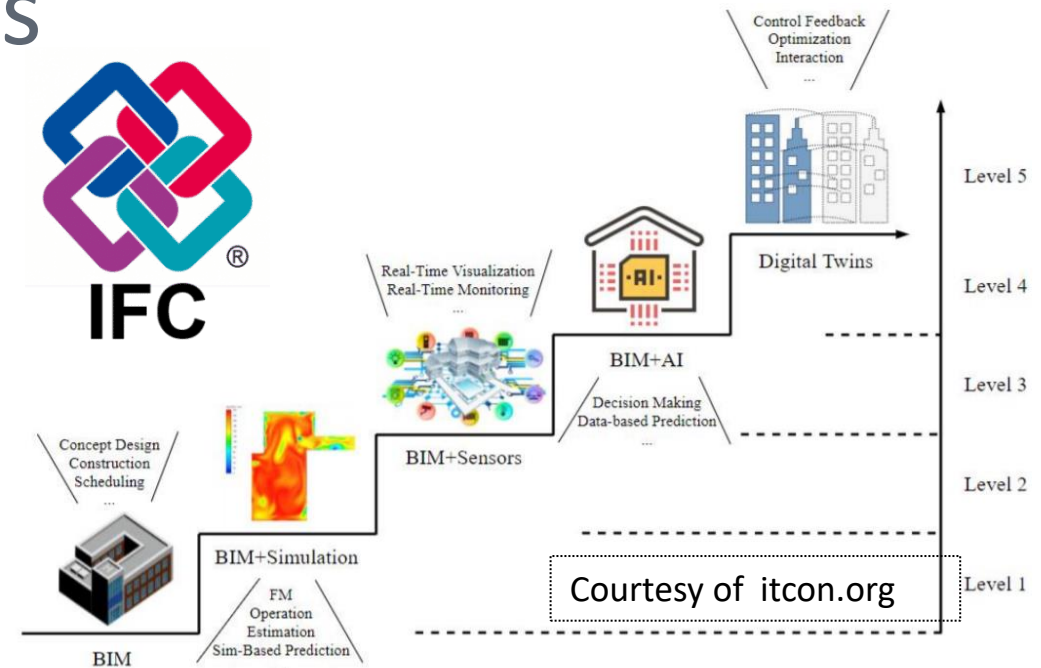 S
®
IFC
Control Feedback
Optimization
Interaction
...
Level 5
Digital Twins
Level 4
Real-Time Visualization
Real-Time Monitoring
...
·AI·
BIM+AI
Level 3
Decision Making
Data-based Prediction
...
BIM+Sensors
Level 2
Concept Design
Construction
Scheduling
...
BIM+Simulation
FM
Operation
Estimation
Sim-Based Prediction
Courtesy of itcon.org
Level 1
BIM